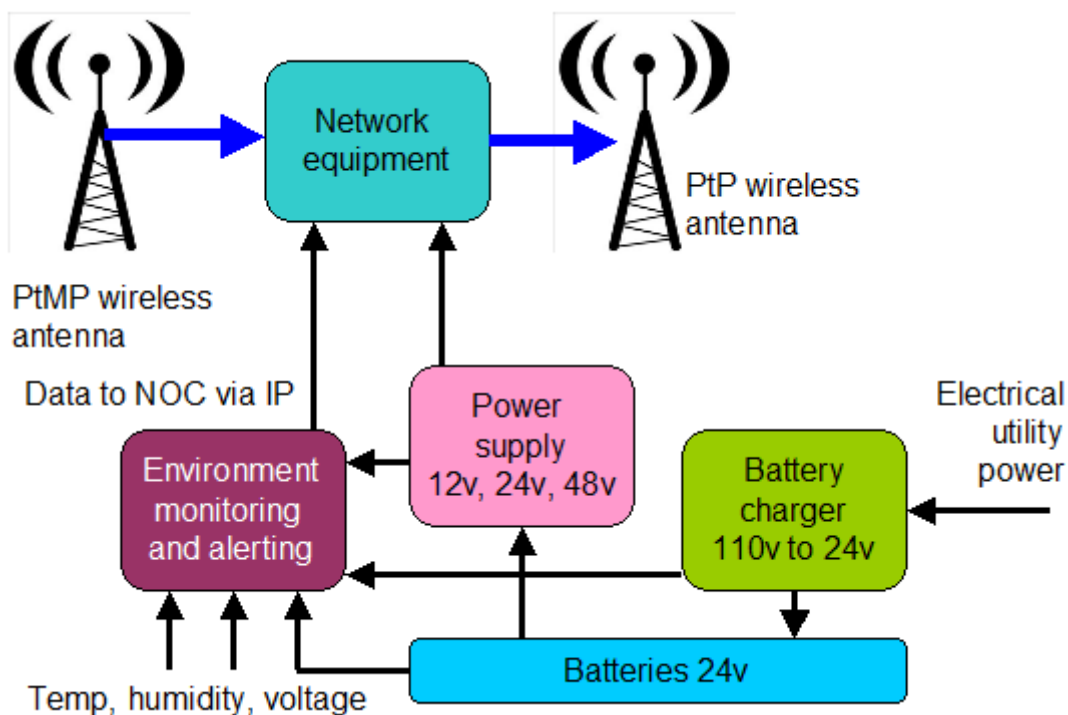 Network
equipment
PtP wireless
antenna
PtMP wireless
antenna
Data to NOC via IP
Power
supply
12v, 24v, 48v
Electrical
utility
power
Environment
monitoring
and alerting
Battery
charger
110v to 24v
Batteries 24v
Temp, humidity, voltage